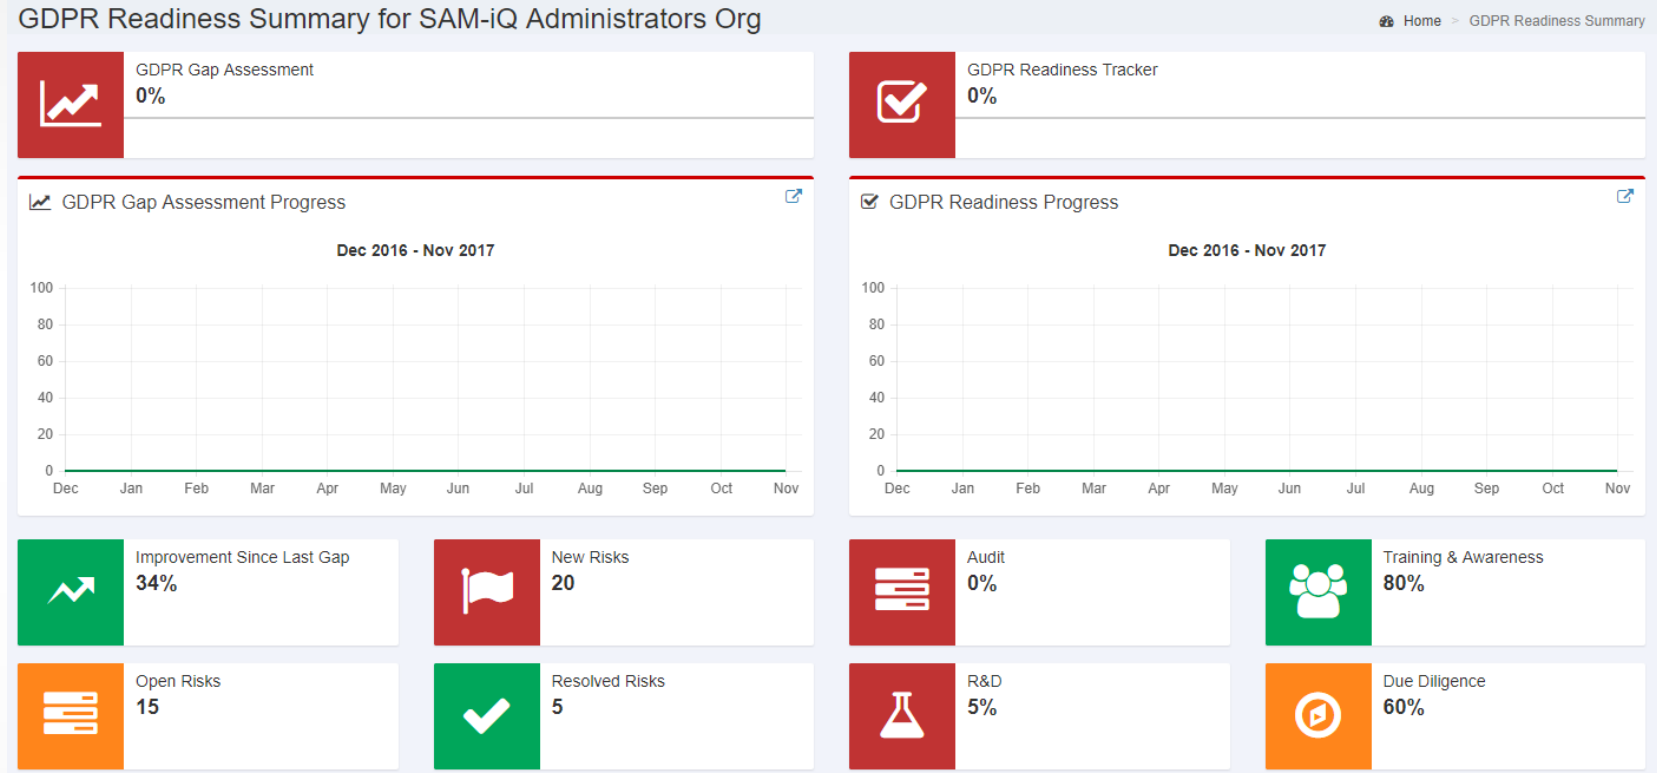 GDPR Readiness Summary for SAM-iQ Administrators Org
Home > GDPR Readiness Summary
GDPR Gap Assessment
0%
GDPR Readiness Tracker
0%
GDPR Gap Assessment Progress
Dec 2016 - Nov 2017
100
80
60
40
20
0
Dec Jan Feb Mar Apr May Jun Jul Aug Sep Oct Nov
GDPR Readiness Progress
Dec 2016 - Nov 2017
100
80
60
40
20
0
Dec Jan Feb Mar Apr May Jun Jul Aug Sep Oct Nov
Improvement Since Last Gap
34%
New Risks
20
Audit
0%
Training & Awareness
80%
Open Risks
15
Resolved Risks
5
R&D
5%
Due Diligence
60%